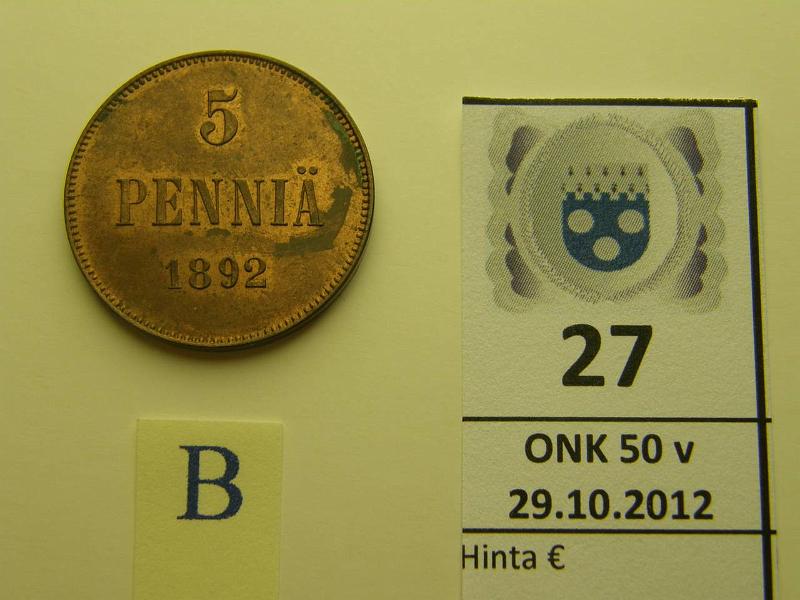 5
PENNIÄ
1892
B
27
ONK 50 v
29.10.2012
Hinta €